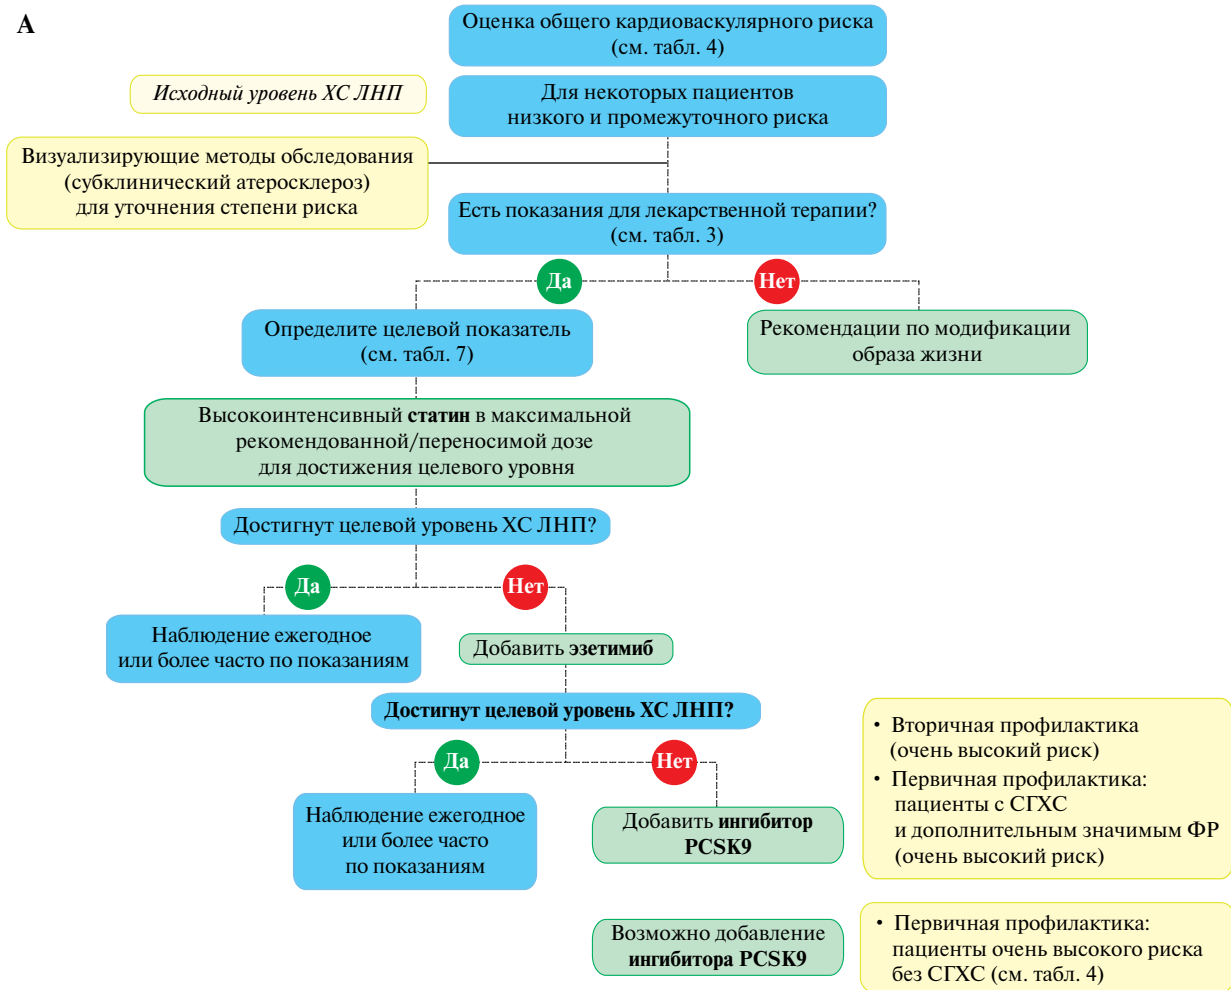 А
Оценка общего кардиоваскулярного риска
(см. табл. 4)
Исходный уровень ХС ЛНП
Для некоторых пациентов
низкого и промежуточного риска
Визуализирующие методы обследования
(субклинический атеросклероз)
для уточнения степени риска
Есть показания для лекарственной терапии?
(см. табл. 3)
Да
Нет
Определите целевой показатель
(см. табл. 7)
Рекомендации по модификации
образа жизни
Высокоинтенсивный статин в максимальной
рекомендованной/переносимой дозе
для достижения целевого уровня
Достигнут целевой уровень ХС ЛНП?
Да
Нет
Наблюдение ежегодное
или более часто по показаниям
Добавить эзетимиб
Достигнут целевой уровень ХС ЛНП?
Да
Нет
Наблюдение ежегодное
или более часто
по показаниям
Добавить ингибитор
PCSK9
• Вторичная профилактика
(очень высокий риск)
• Первичная профилактика:
пациенты с СГХС
и дополнительным значимым ФР
(очень высокий риск)
Возможно добавление
ингибитора PCSK9
• Первичная профилактика:
пациенты очень высокого риска
без СГХС (см. табл. 4)